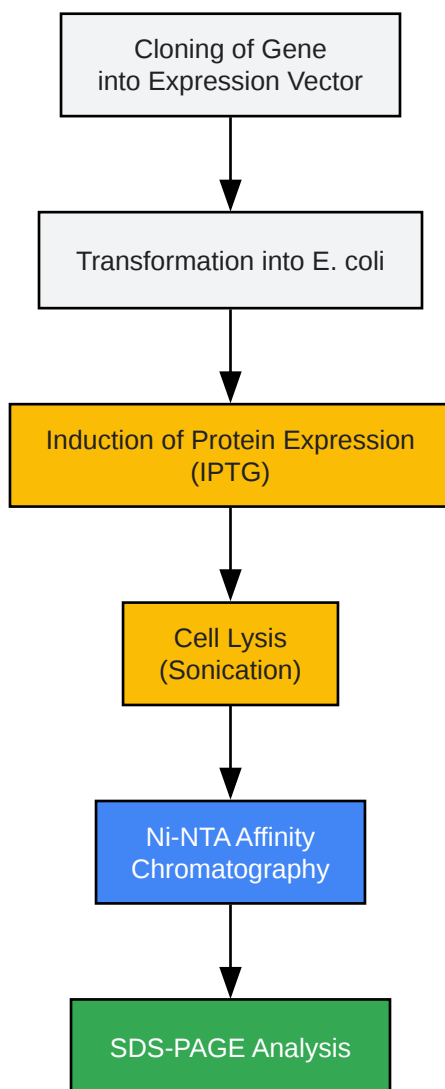 Cloning of Gene
into Expression Vector
Transformation into E. coli
Induction of Protein Expression
(IPTG)
Cell Lysis
(Sonication)
Ni-NTA Affinity
Chromatography
SDS-PAGE Analysis